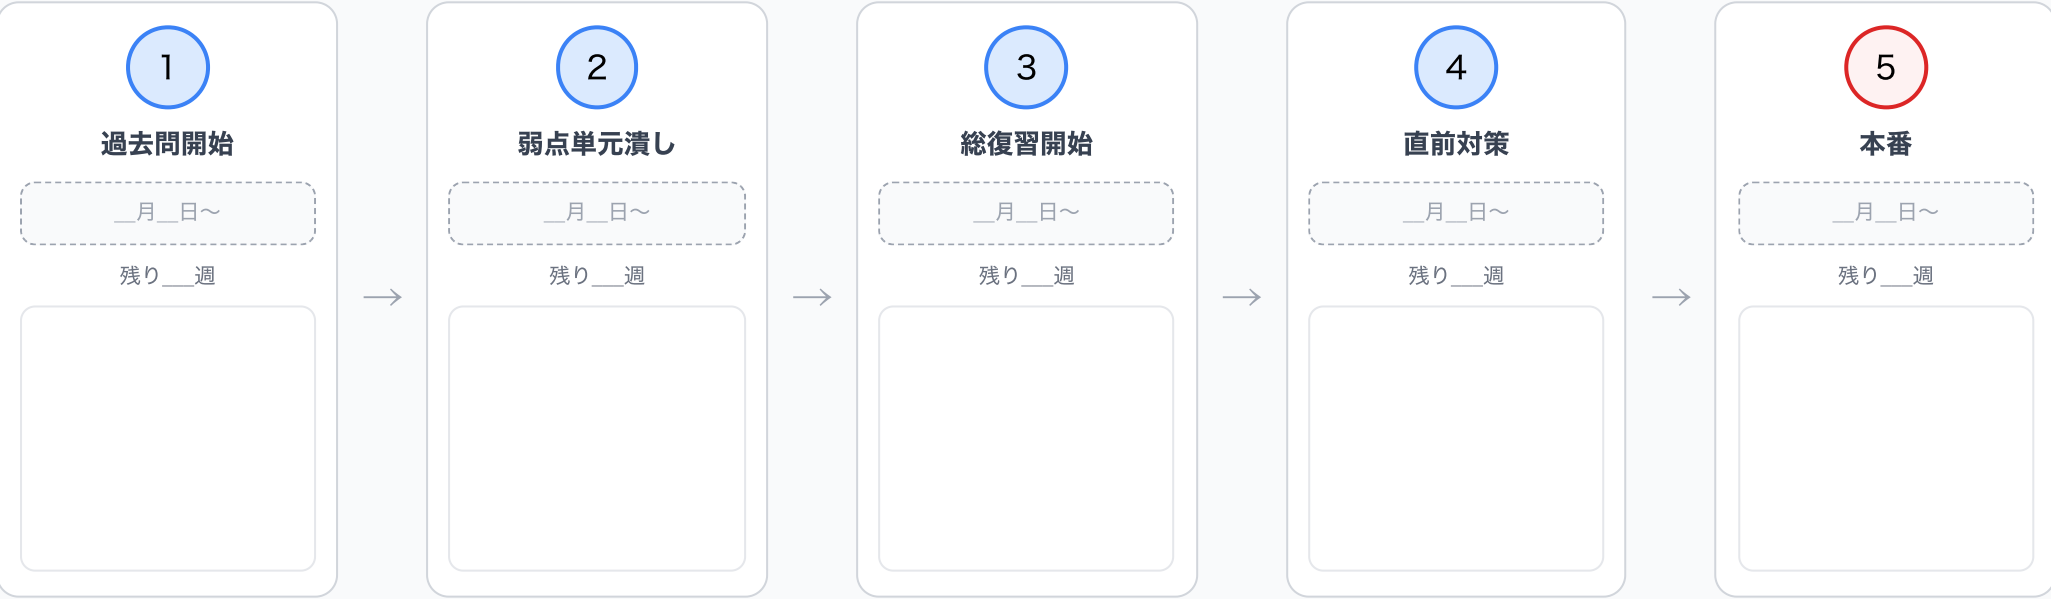 1
過去問開始
__月__日〜
残り___週
→
2
弱点単元潰し
__月__日〜
残り___週
→
3
総復習開始
__月__日〜
残り___週
→
4
直前対策
__月__日〜
残り___週
→
5
本番
__月__日〜
残り___週